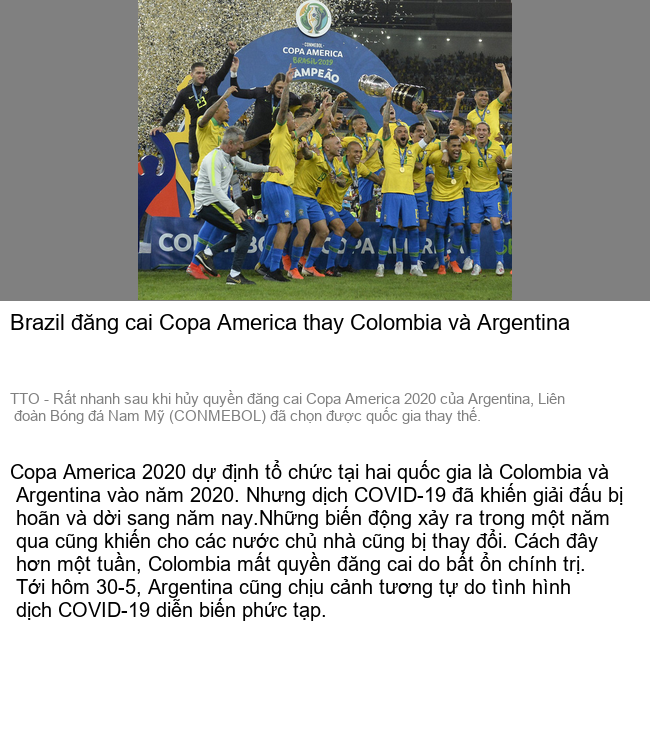 CONMEBOL
COPA AMERICA
BRASIL 2019
CAMPEÃO
23
COPA AMERICA
Brazil đăng cai Copa America thay Colombia và Argentina
TTO - Rất nhanh sau khi hủy quyền đăng cai Copa America 2020 của Argentina, Liên
đoàn Bóng đá Nam Mỹ (CONMEBOL) đã chọn được quốc gia thay thế.
Copa America 2020 dự định tổ chức tại hai quốc gia là Colombia và
Argentina vào năm 2020. Nhưng dịch COVID-19 đã khiến giải đấu bị
hoãn và dời sang năm nay.Những biến động xảy ra trong một năm
qua cũng khiến cho các nước chủ nhà cũng bị thay đổi. Cách đây
hơn một tuần, Colombia mất quyền đăng cai do bất ổn chính trị.
Tới hôm 30-5, Argentina cũng chịu cảnh tương tự do tình hình
dịch COVID-19 diễn biến phức tạp.